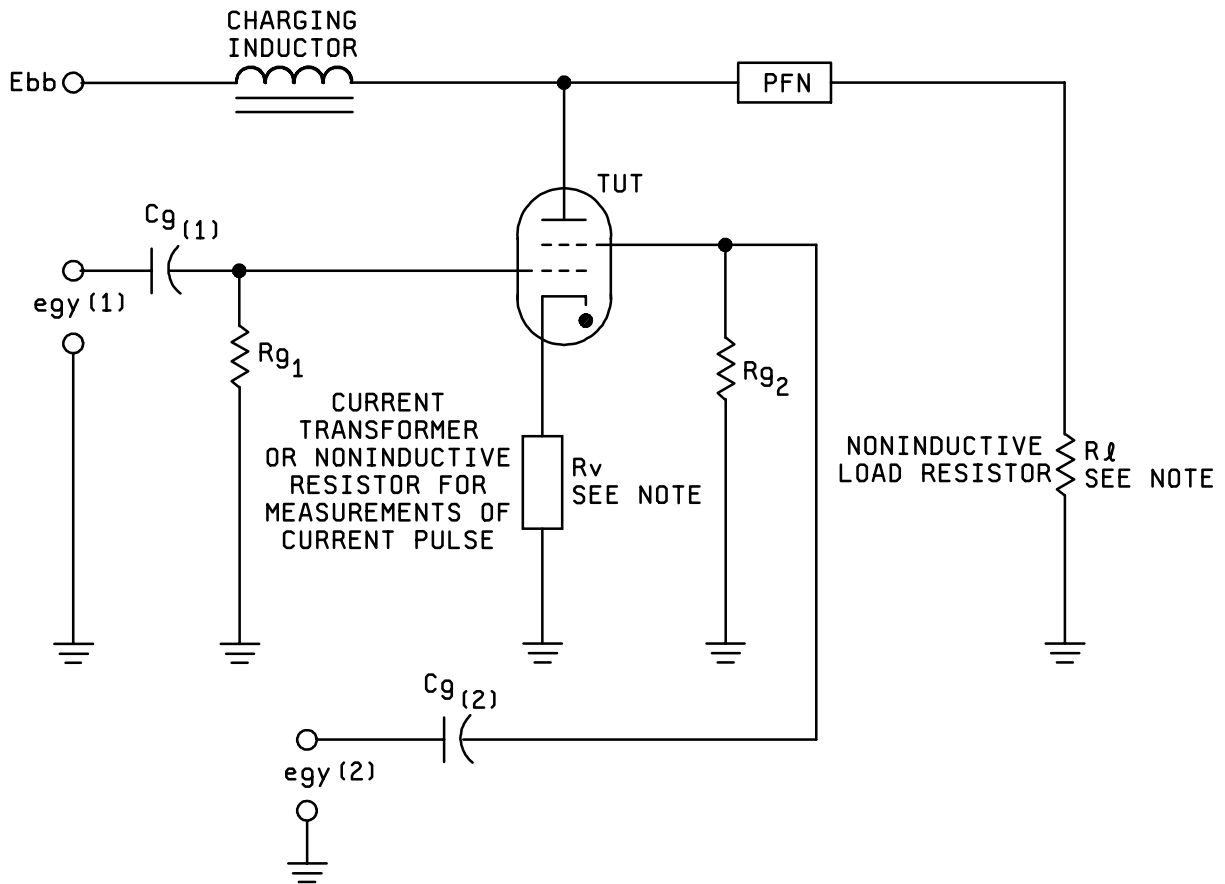 CHARGING
INDUCTOR
Ebb
PFN
TUT
Cg(1)
egy(1)
Rg1
Rg2
CURRENT
TRANSFORMER
OR NONINDUCTIVE
RESISTOR FOR
MEASUREMENTS OF
CURRENT PULSE
Rv
SEE NOTE
NONINDUCTIVE
LOAD RESISTOR
Rℓ
SEE NOTE
Cg(2)
egy(2)